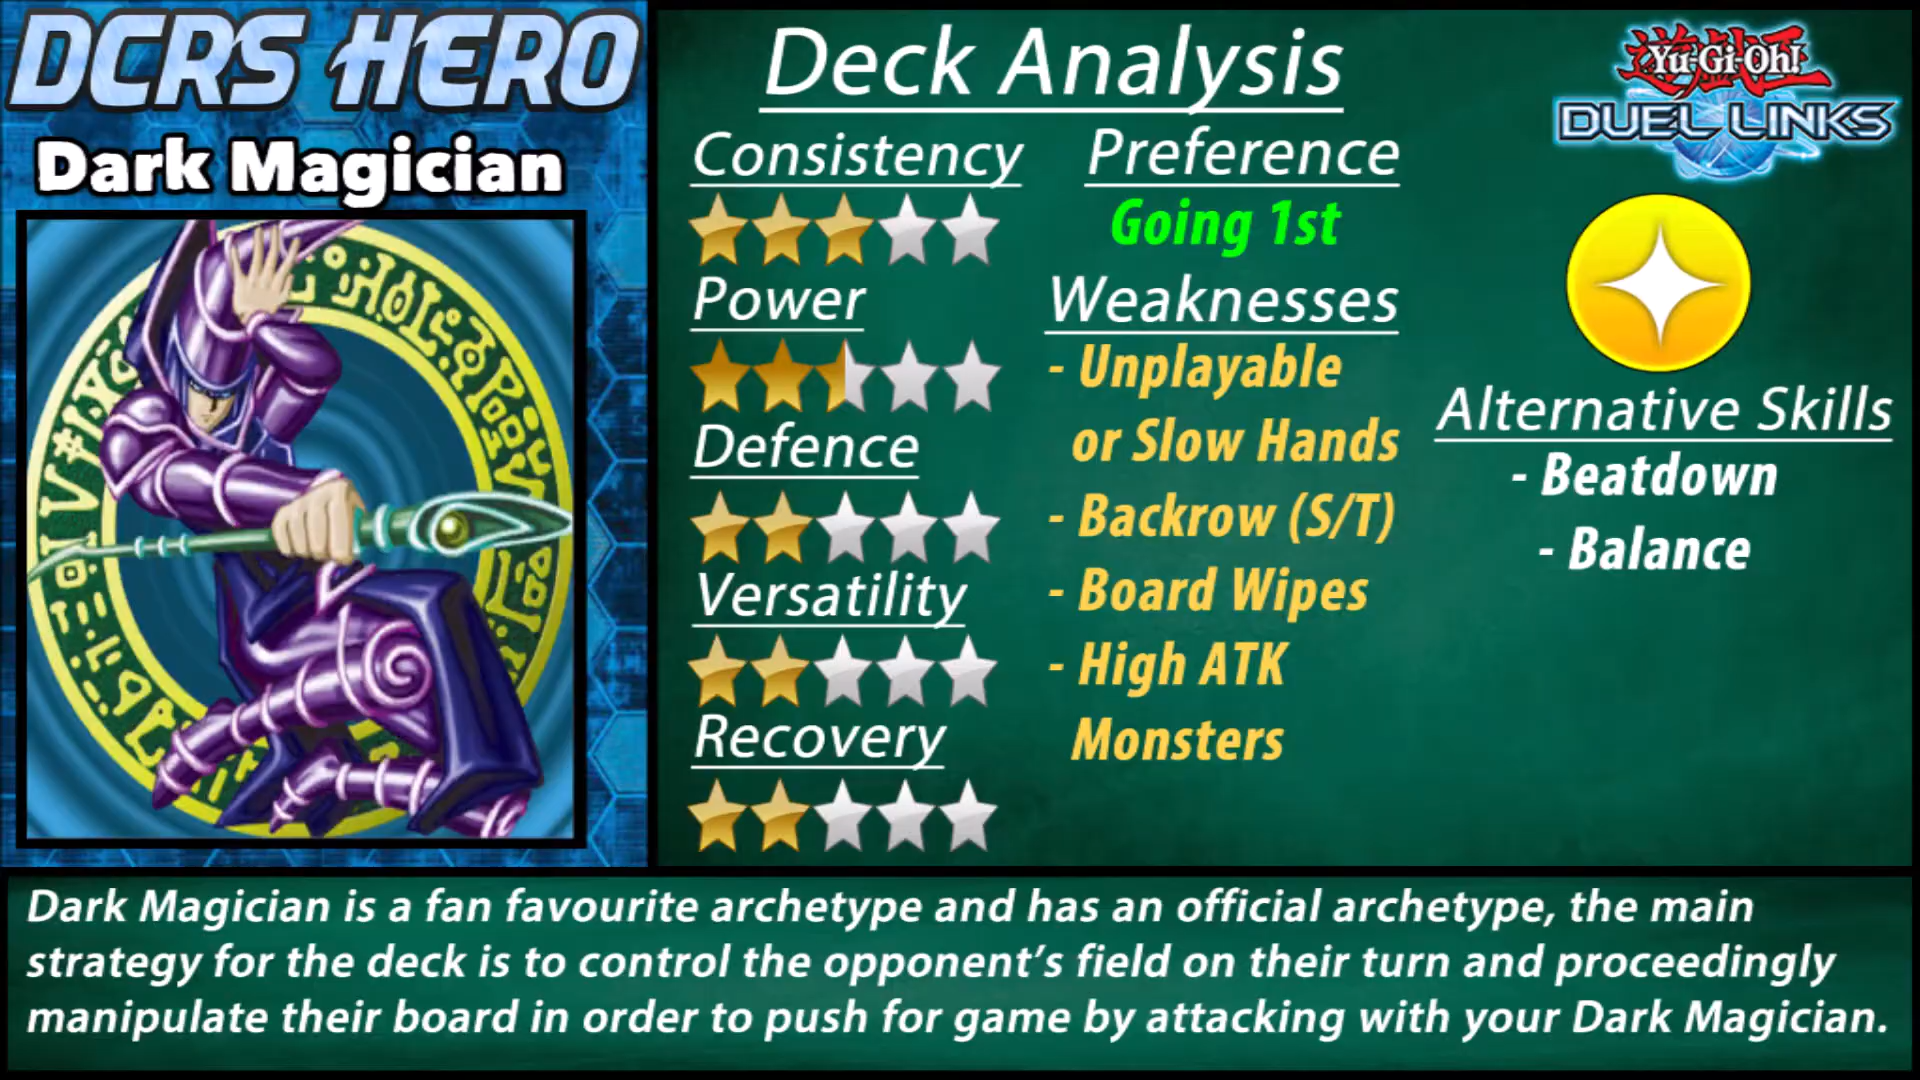 DCRS HERO
Dark Magician
Deck Analysis
Consistency
Power
Defence
Versatility
Recovery
Preference
Going 1st
Weaknesses
- Unplayable
or Slow Hands
- Backrow (S/T)
- Board Wipes
- High ATK
Monsters
Yu-Gi-Oh!
DUEL LINKS
Alternative Skills
- Beatdown
- Balance
Dark Magician is a fan favourite archetype and has an official archetype, the main
strategy for the deck is to control the opponent's field on their turn and proceedingly
manipulate their board in order to push for game by attacking with your Dark Magician.